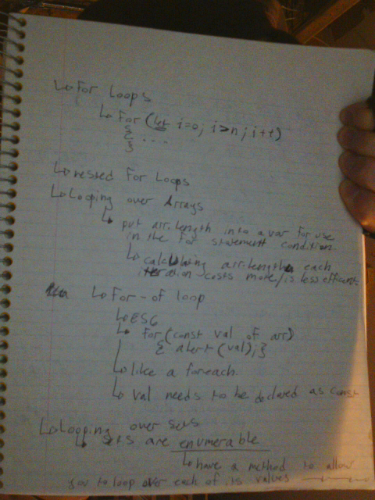 ↳ For Loops
↳ for (let i=0; i>n; i++)
{ ...
}
↳ nested For Loops
↳ Looping over Arrays
↳ put arr.length into a var for use
in the for statement condition.
↳ calculating arr.length each
iteration costs more/is less efficient
↳ For-of loop
↳ ES6
↳ for (const val of arr)
{ alert(val); }
↳ like a foreach
↳ val needs to be declared as const
↳ Looping over sets
↳ sets are enumerable
↳ have a method to allow
you to loop over each of its values